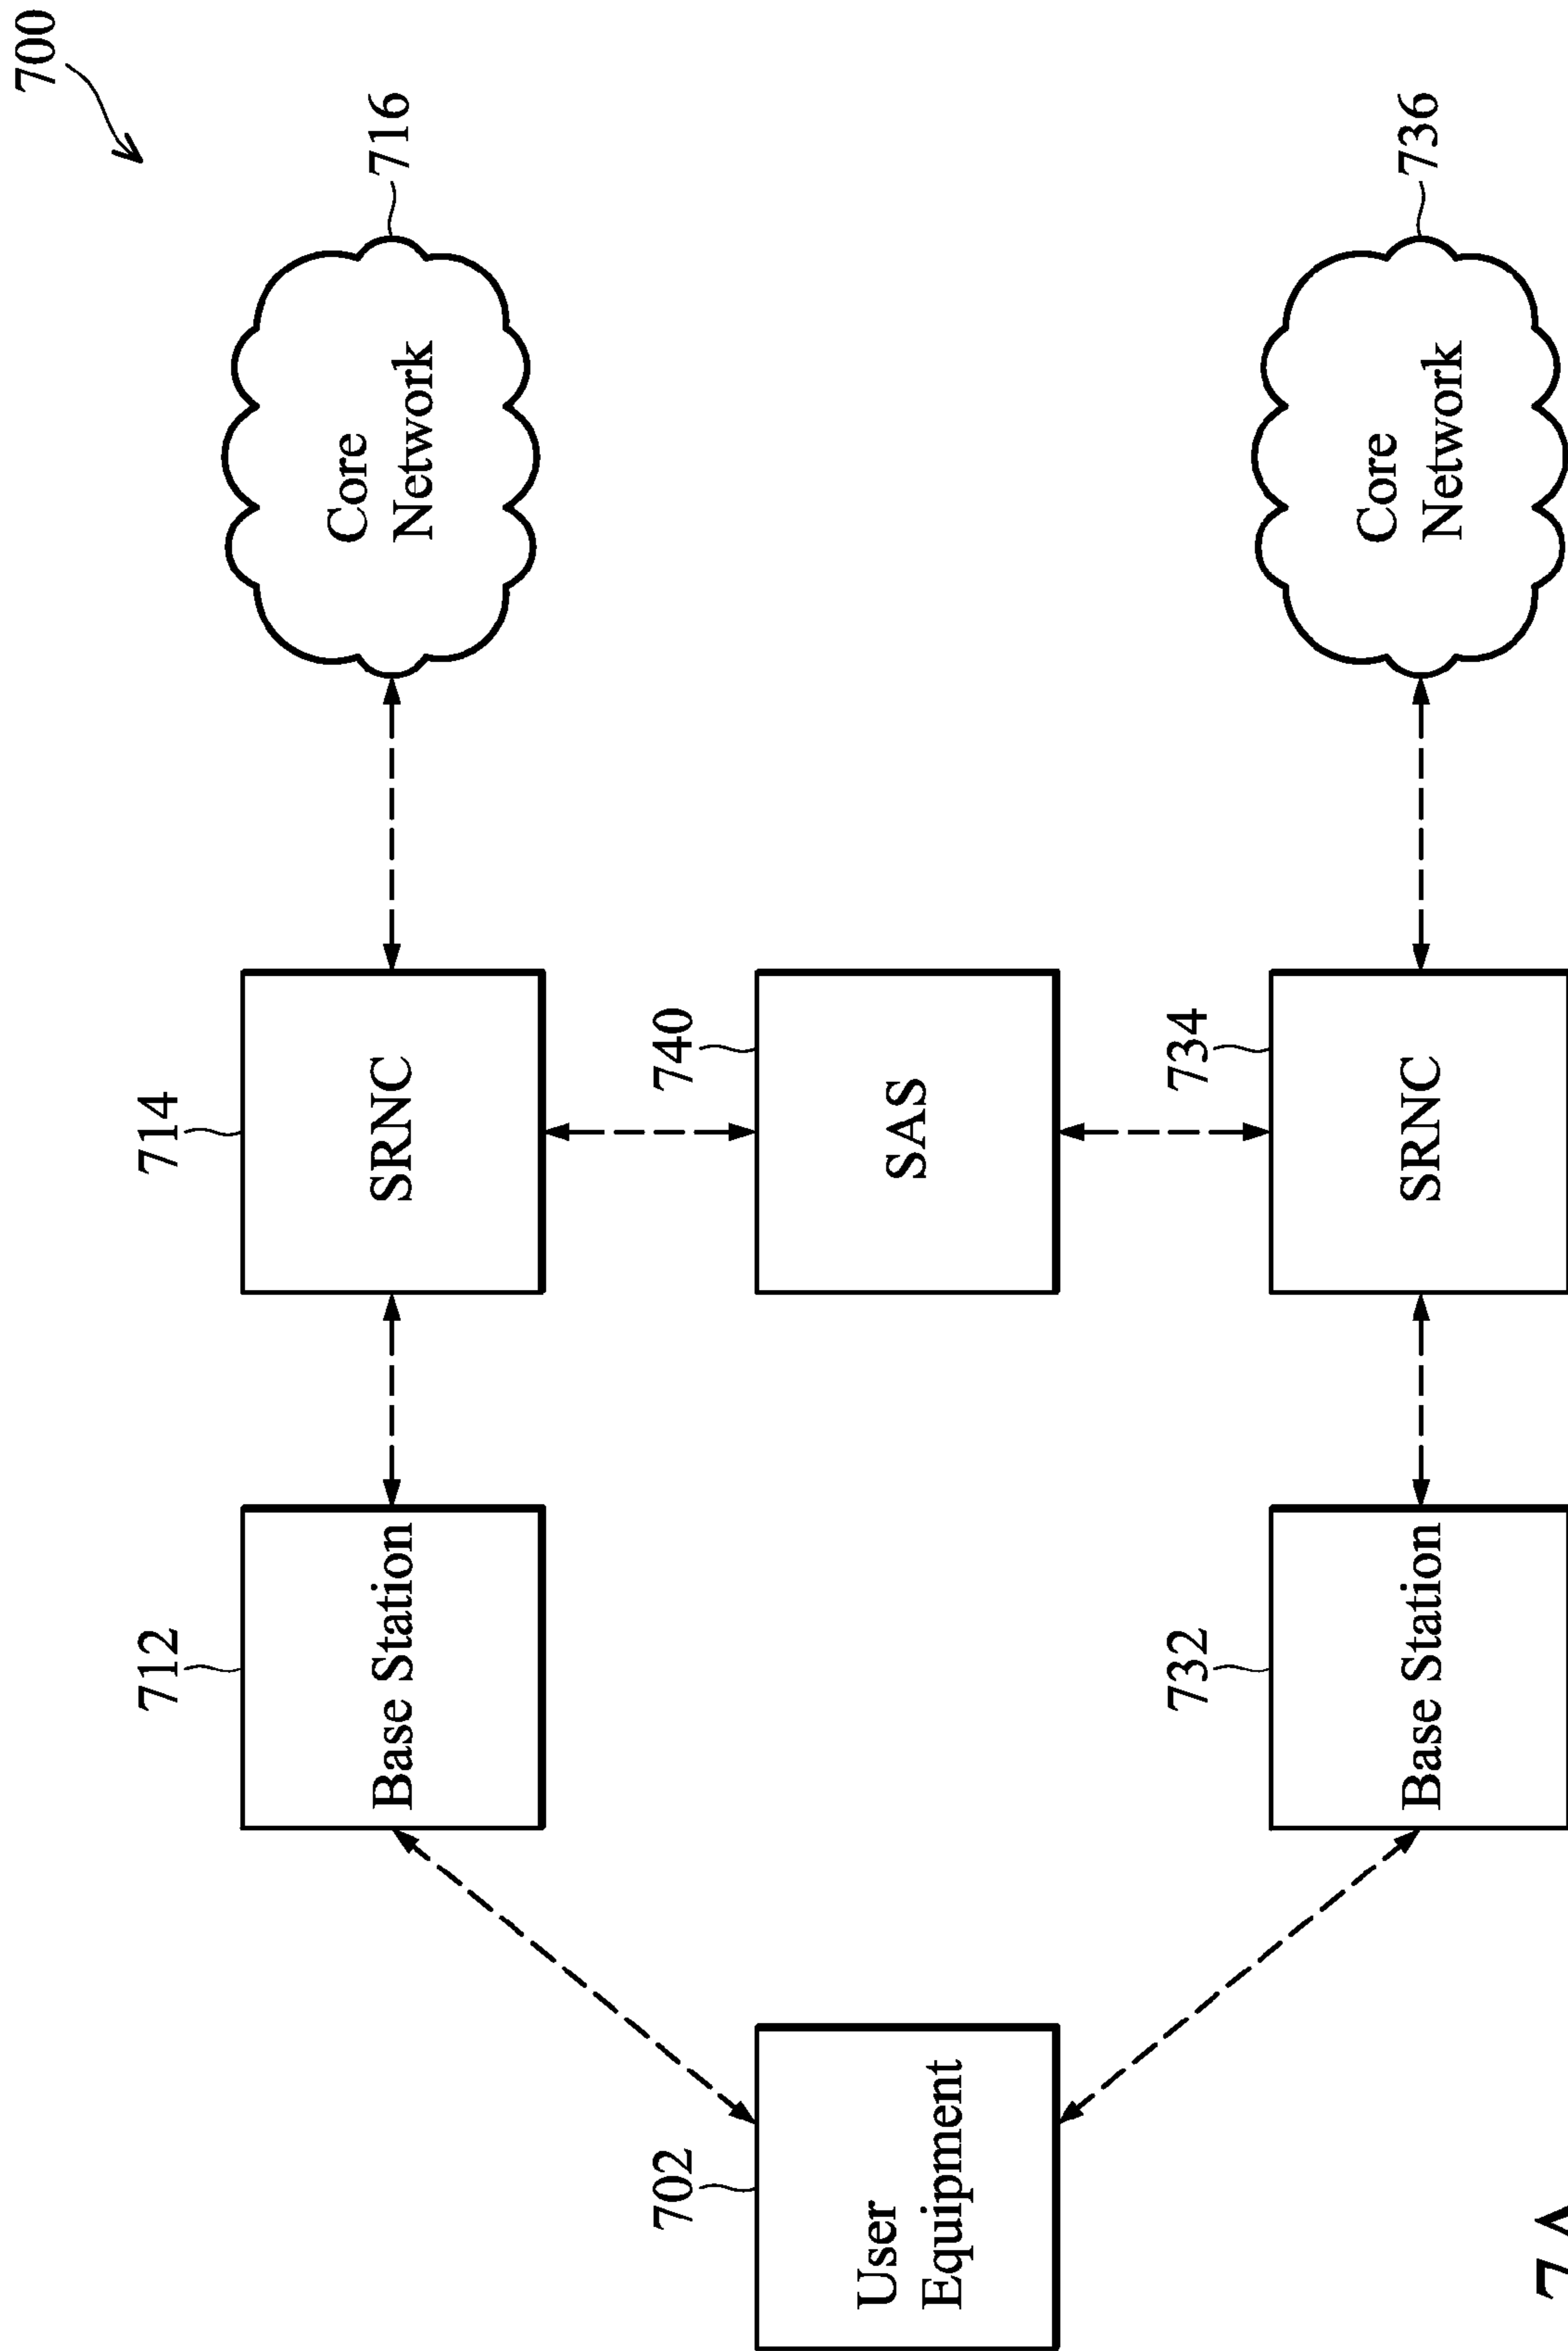 700
712
Base Station
714
SRNC
Core
Network
716
702
User
Equipment
740
SAS
732
Base Station
734
SRNC
Core
Network
736
7A